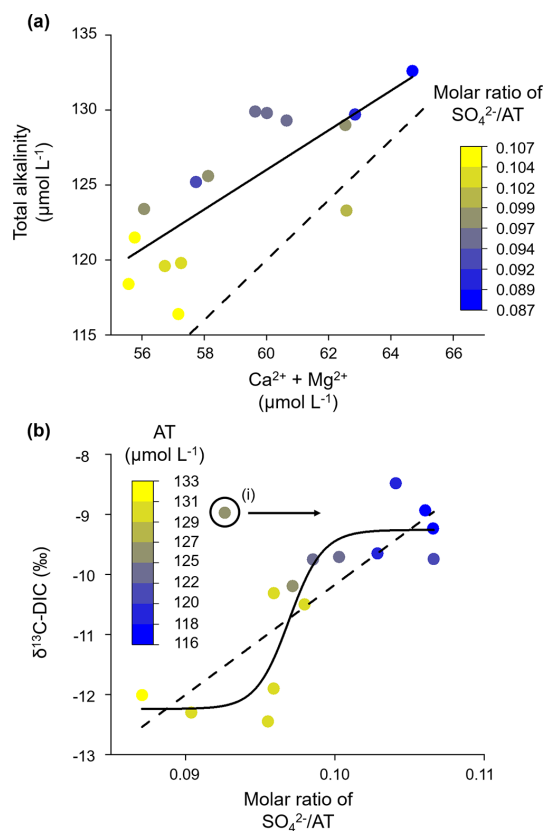 (a)
135
130
125
120
115
Total alkalinity
(µmol L-1)
56
58
60
62
64
66
Ca2+ + Mg2+
(µmol L-1)
Molar ratio of
SO42-/AT
0.107
0.104
0.102
0.099
0.097
0.094
0.092
0.089
0.087
(b)
AT
(µmol L-1)
133
131
129
127
125
122
120
118
116
(i)
-8
-9
-10
-11
-12
-13
δ13C-DIC (‰)
0.09
0.10
0.11
Molar ratio of
SO42-/AT